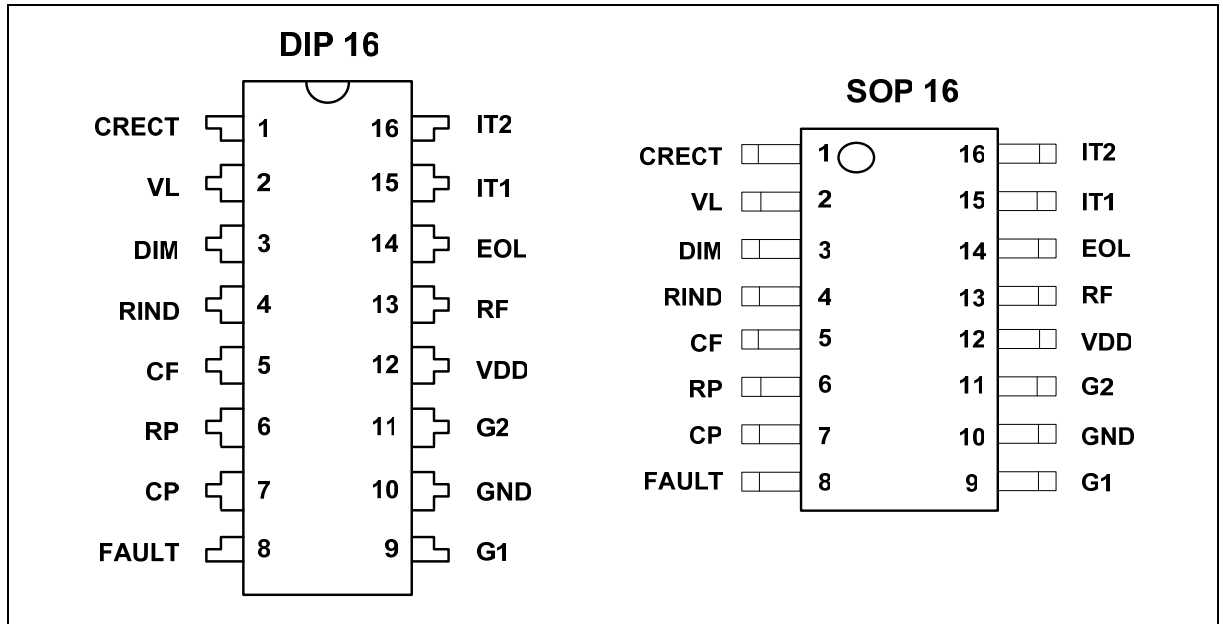 DIP 16
CRECT 1 16 IT2
VL 2 15 IT1
DIM 3 14 EOL
RIND 4 13 RF
CF 5 12 VDD
RP 6 11 G2
CP 7 10 GND
FAULT 8 9 G1
SOP 16
CRECT 1 16 IT2
VL 2 15 IT1
DIM 3 14 EOL
RIND 4 13 RF
CF 5 12 VDD
RP 6 11 G2
CP 7 10 GND
FAULT 8 9 G1